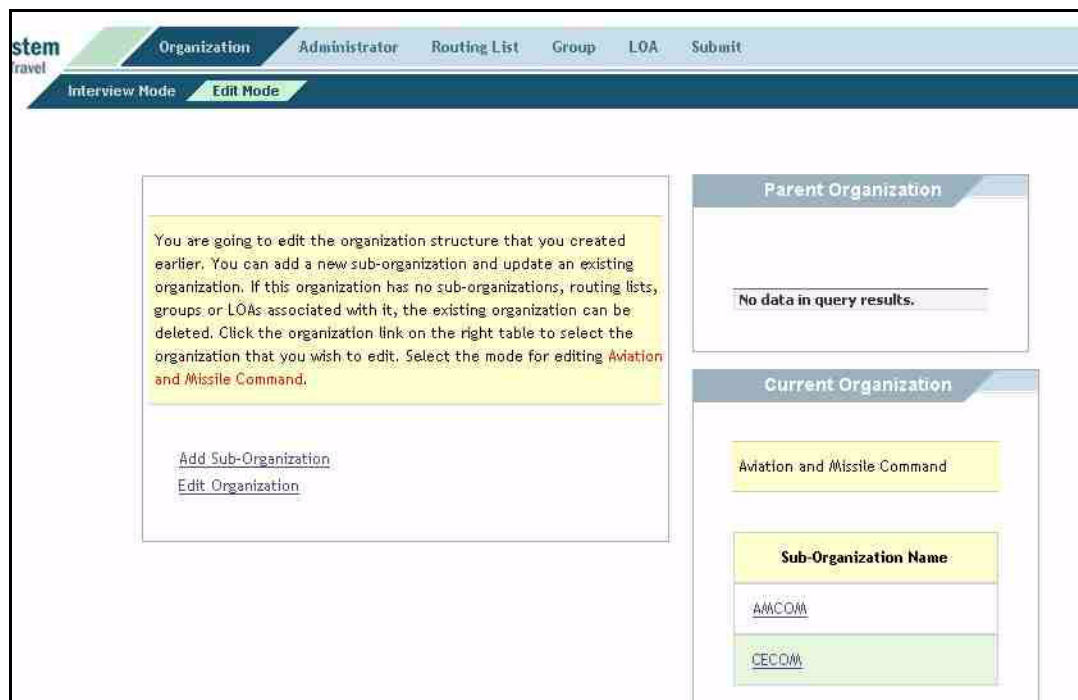 stem
Travel
Organization Administrator Routing List Group LOA Submit
Interview Mode Edit Mode
You are going to edit the organization structure that you created
earlier. You can add a new sub-organization and update an existing
organization. If this organization has no sub-organizations, routing lists,
groups or LOAs associated with it, the existing organization can be
deleted. Click the organization link on the right table to select the
organization that you wish to edit. Select the mode for editing Aviation
and Missile Command.
Add Sub-Organization
Edit Organization
Parent Organization
No data in query results.
Current Organization
Aviation and Missile Command
Sub-Organization Name
AMCOM
CECOM